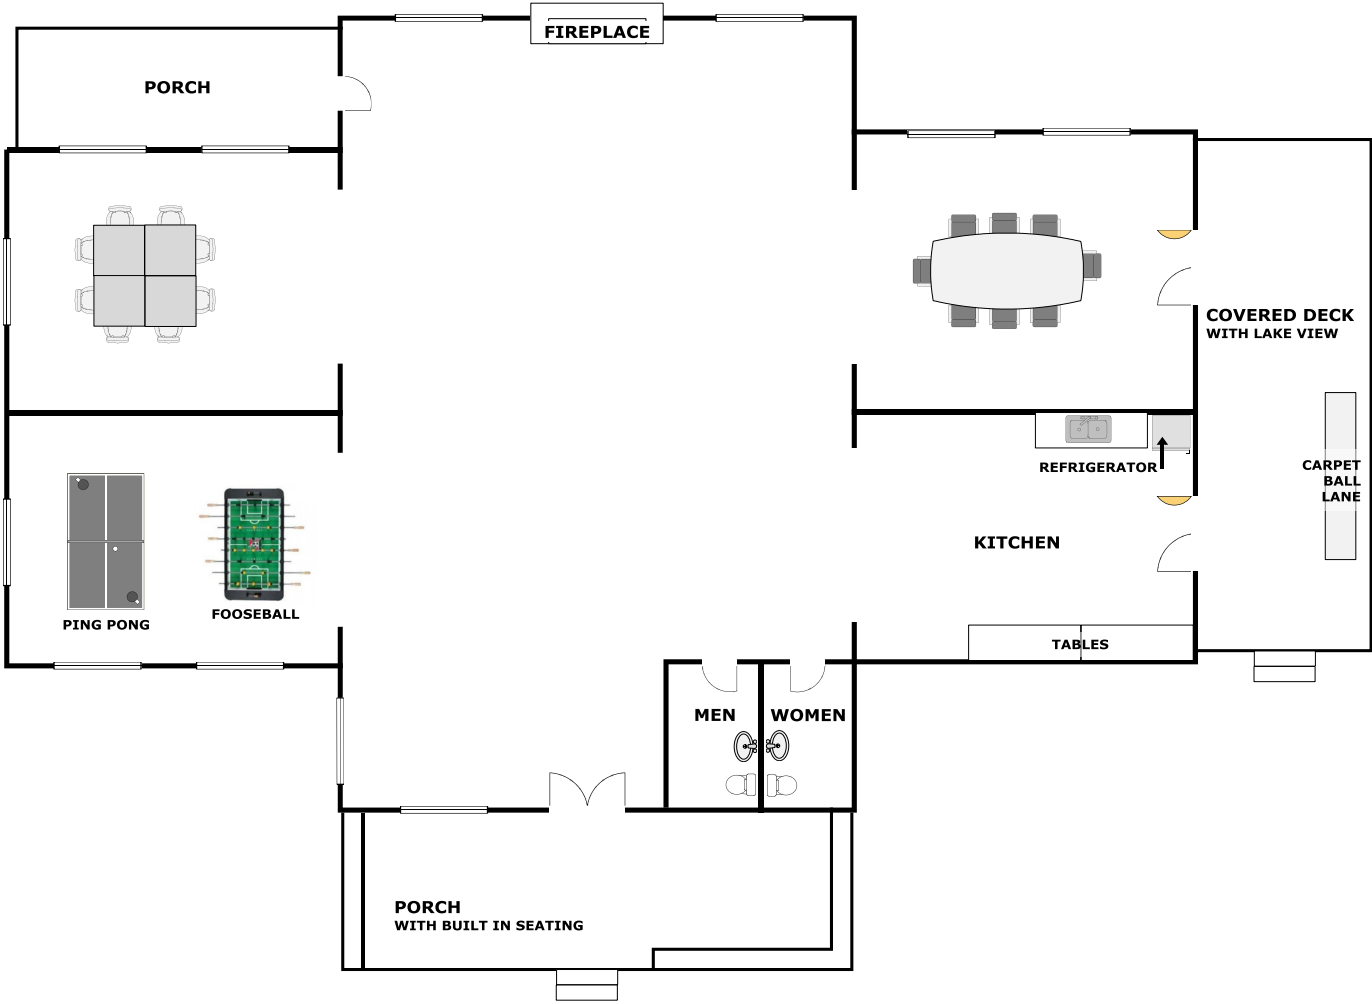 FIREPLACE
PORCH
COVERED DECK
WITH LAKE VIEW
REFRIGERATOR
CARPET
BALL
LANE
KITCHEN
FOOSEBALL
PING PONG
TABLES
MEN
WOMEN
PORCH
WITH BUILT IN SEATING